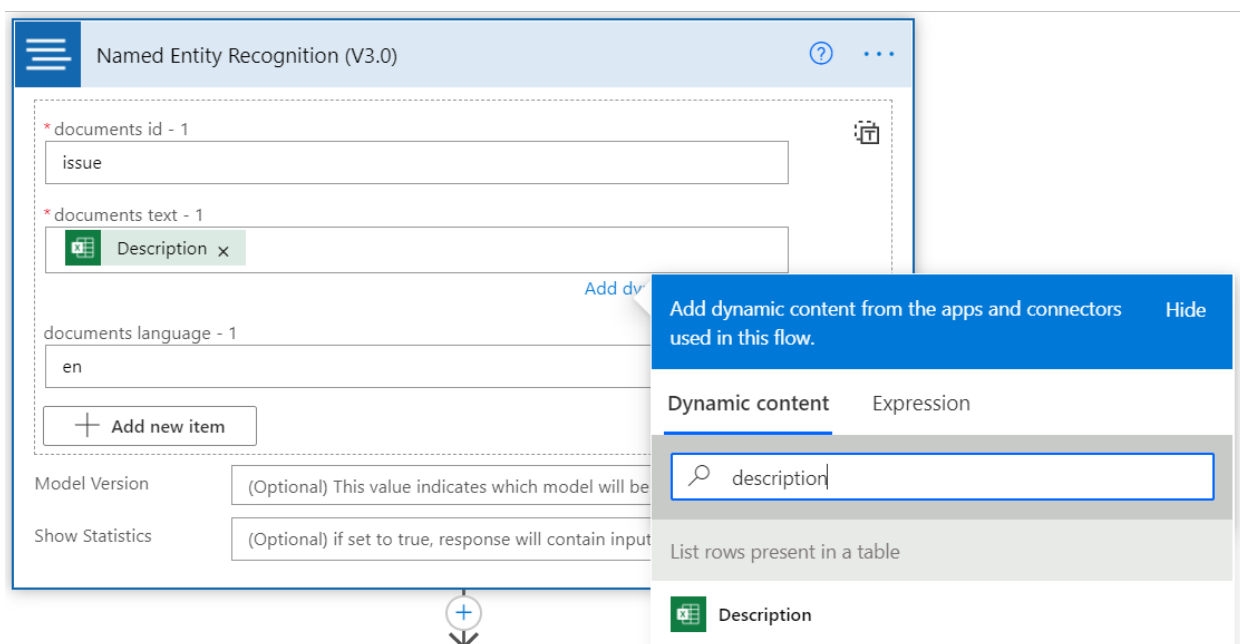 Named Entity Recognition (V3.0)
* documents id - 1
issue
* documents text - 1
Description ×
Add
documents language - 1
en
Add new item
Model Version
(Optional) This value indicates which model will be
Show Statistics
(Optional) if set to true, response will contain input
Add dynamic content from the apps and connectors
used in this flow.
Hide
Dynamic content
Expression
description
List rows present in a table
Description